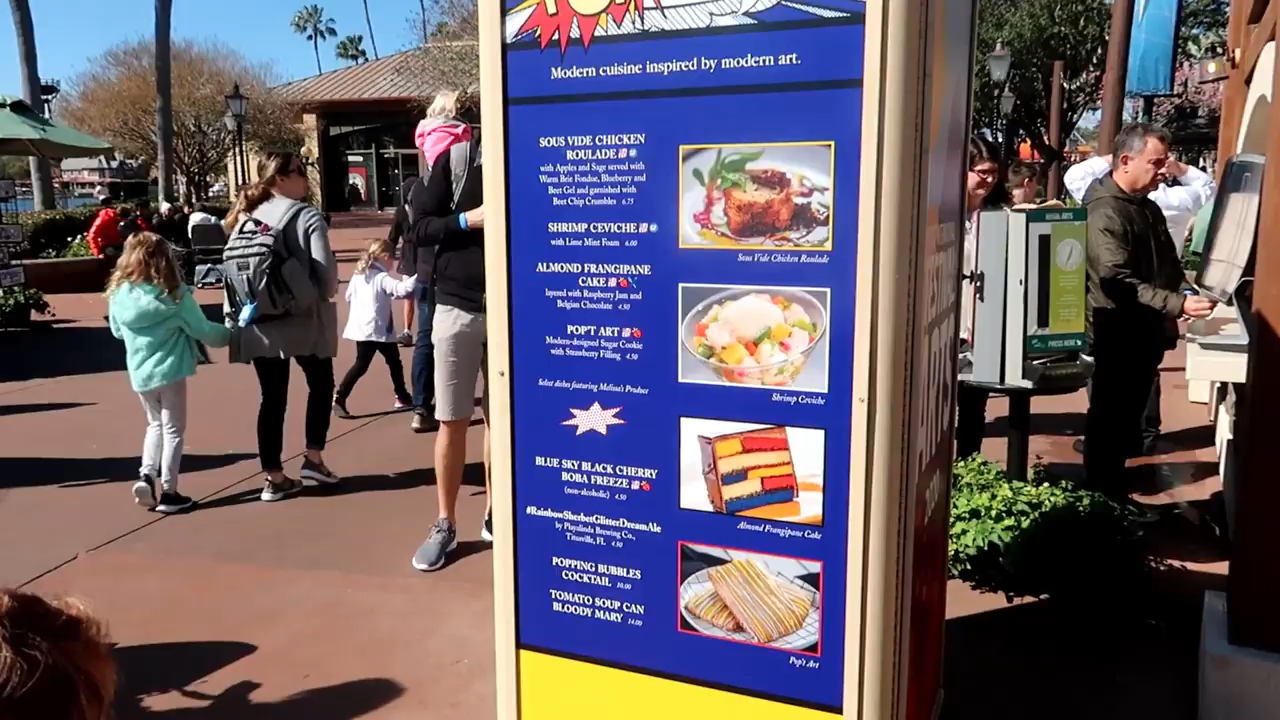 Modern cuisine inspired by modern art.
SOUS VIDE CHICKEN
ROULADE
with Apples and Sage served with
Warm Brie Fondue, Blueberry and
Beet Gel and garnished with
Beet Chip Crumbles 6.75
SHRIMP CEVICHE
with Lime Mint Foam 6.00
ALMOND FRANGIPANE
CAKE
layered with Raspberry Jam and
Belgian Chocolate 4.50
POP'T ART
Modern-designed Sugar Cookie
with Strawberry Filling 4.50
Select dishes featuring Melissa's Produce
BLUE SKY BLACK CHERRY
BOBA FREEZE
(non-alcoholic) 4.50
#RainbowSherbetGlitterDreamAle
by Playalinda Brewing Co.,
Titusville, FL 4.50
POPPING BUBBLES
COCKTAIL 10.00
TOMATO SOUP CAN
BLOODY MARY 14.00
Sous Vide Chicken Roulade
Shrimp Ceviche
Almond Frangipane Cake
Pop't Art
PRESS HERE